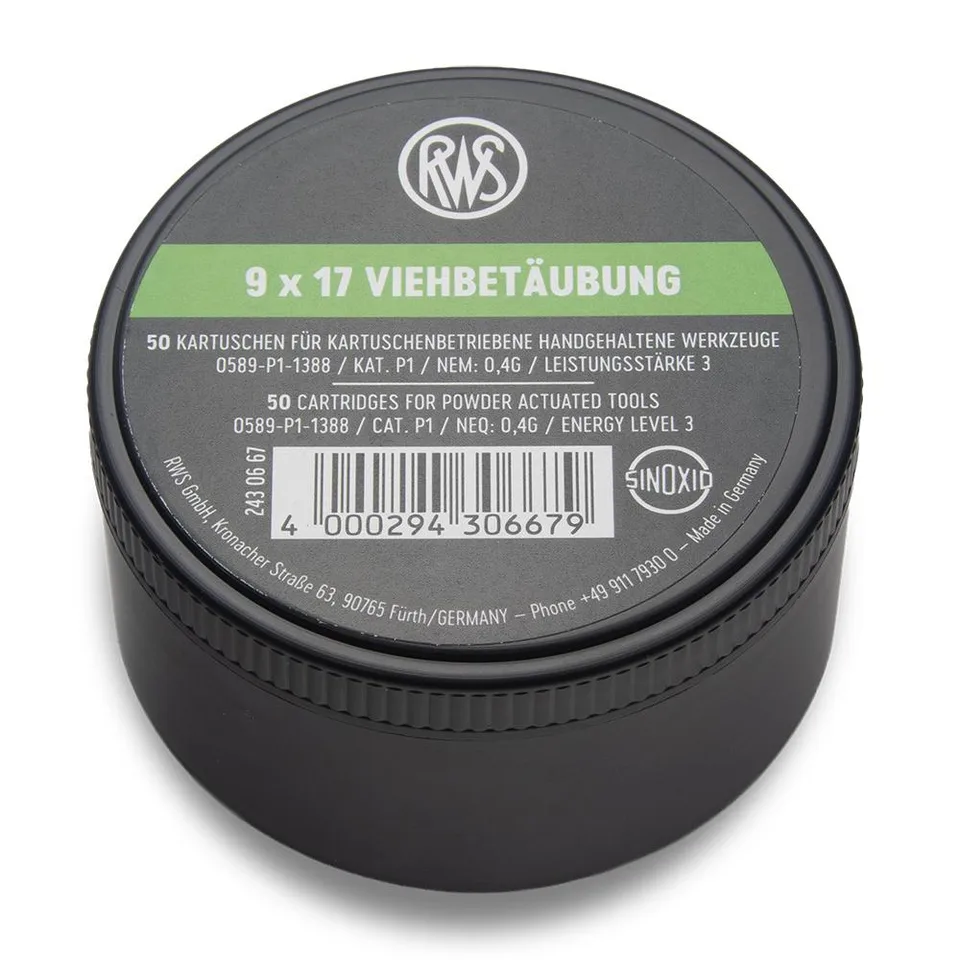 RWS
9 x 17 VIEHBETÄUBUNG
50 KARTUSCHEN FÜR KARTUSCHENBETRIEBENE HANDGEHALTENE WERKZEUGE
0589-P1-1388 / KAT. P1 / NEM: 0,4G / LEISTUNGSSTÄRKE 3
50 CARTRIDGES FOR POWDER ACTUATED TOOLS
0589-P1-1388 / CAT. P1 / NEQ: 0,4G / ENERGY LEVEL 3
243 06 67
4 000294 306679
SINOXID
RWS GmbH, Kronacher Straße 63, 90765 Fürth/GERMANY – Phone +49 911 7930 0 – Made in Germany